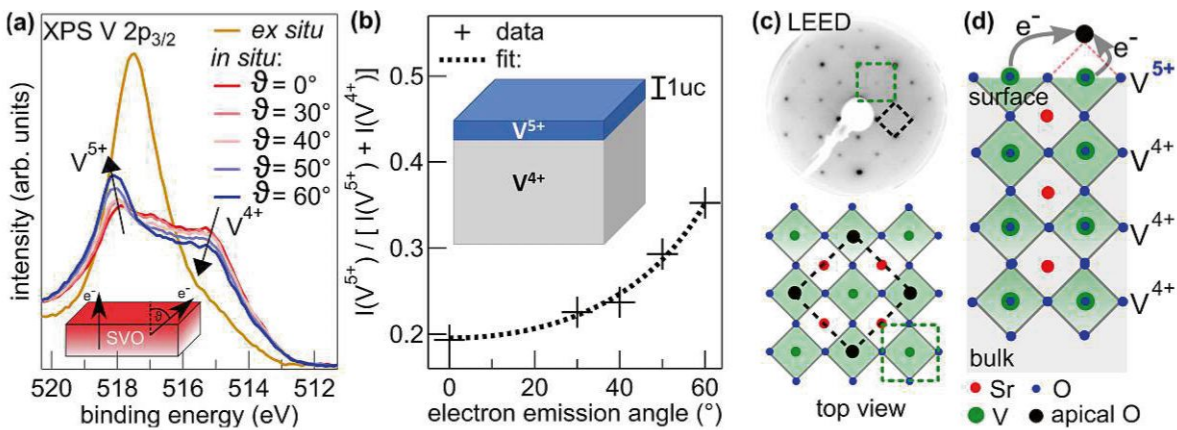 (a) XPS V 2p3/2
ex situ
in situ:
ϑ = 0°
ϑ = 30°
ϑ = 40°
ϑ = 50°
ϑ = 60°
V5+
V4+
e-
e-
ϑ
SVO
intensity (arb. units)
520 518 516 514 512
binding energy (eV)
(b)
+ data
fit:
1uc
V5+
V4+
I(V5+) / [ I(V5+) + I(V4+)]
0.5
0.4
0.3
0.2
0 20 40 60
electron emission angle (°)
(c) LEED
top view
(d)
e-
e-
V5+
surface
V4+
V4+
V4+
V4+
bulk
Sr
O
V
apical O